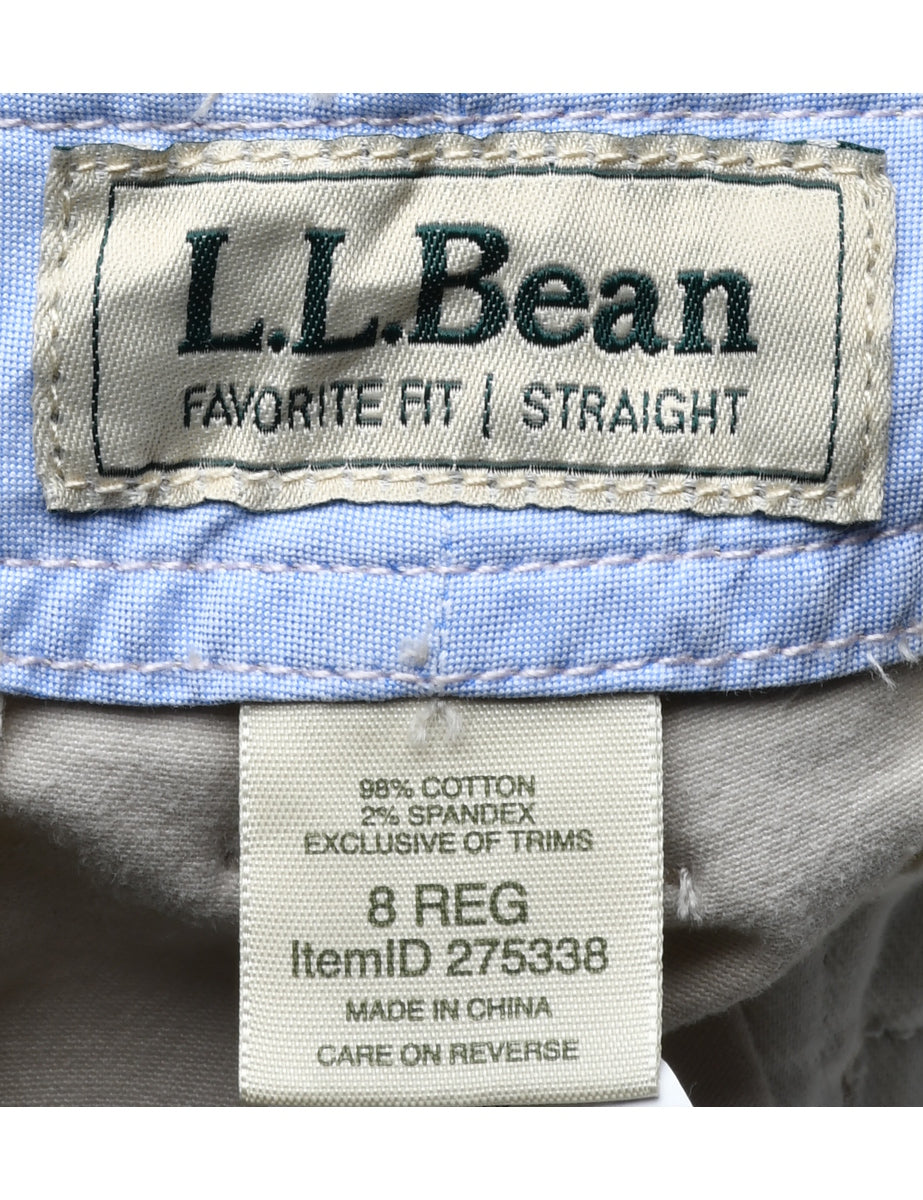 L.L.Bean
FAVORITE FIT | STRAIGHT
98% COTTON
2% SPANDEX
EXCLUSIVE OF TRIMS
8 REG
ItemID 275338
MADE IN CHINA
CARE ON REVERSE